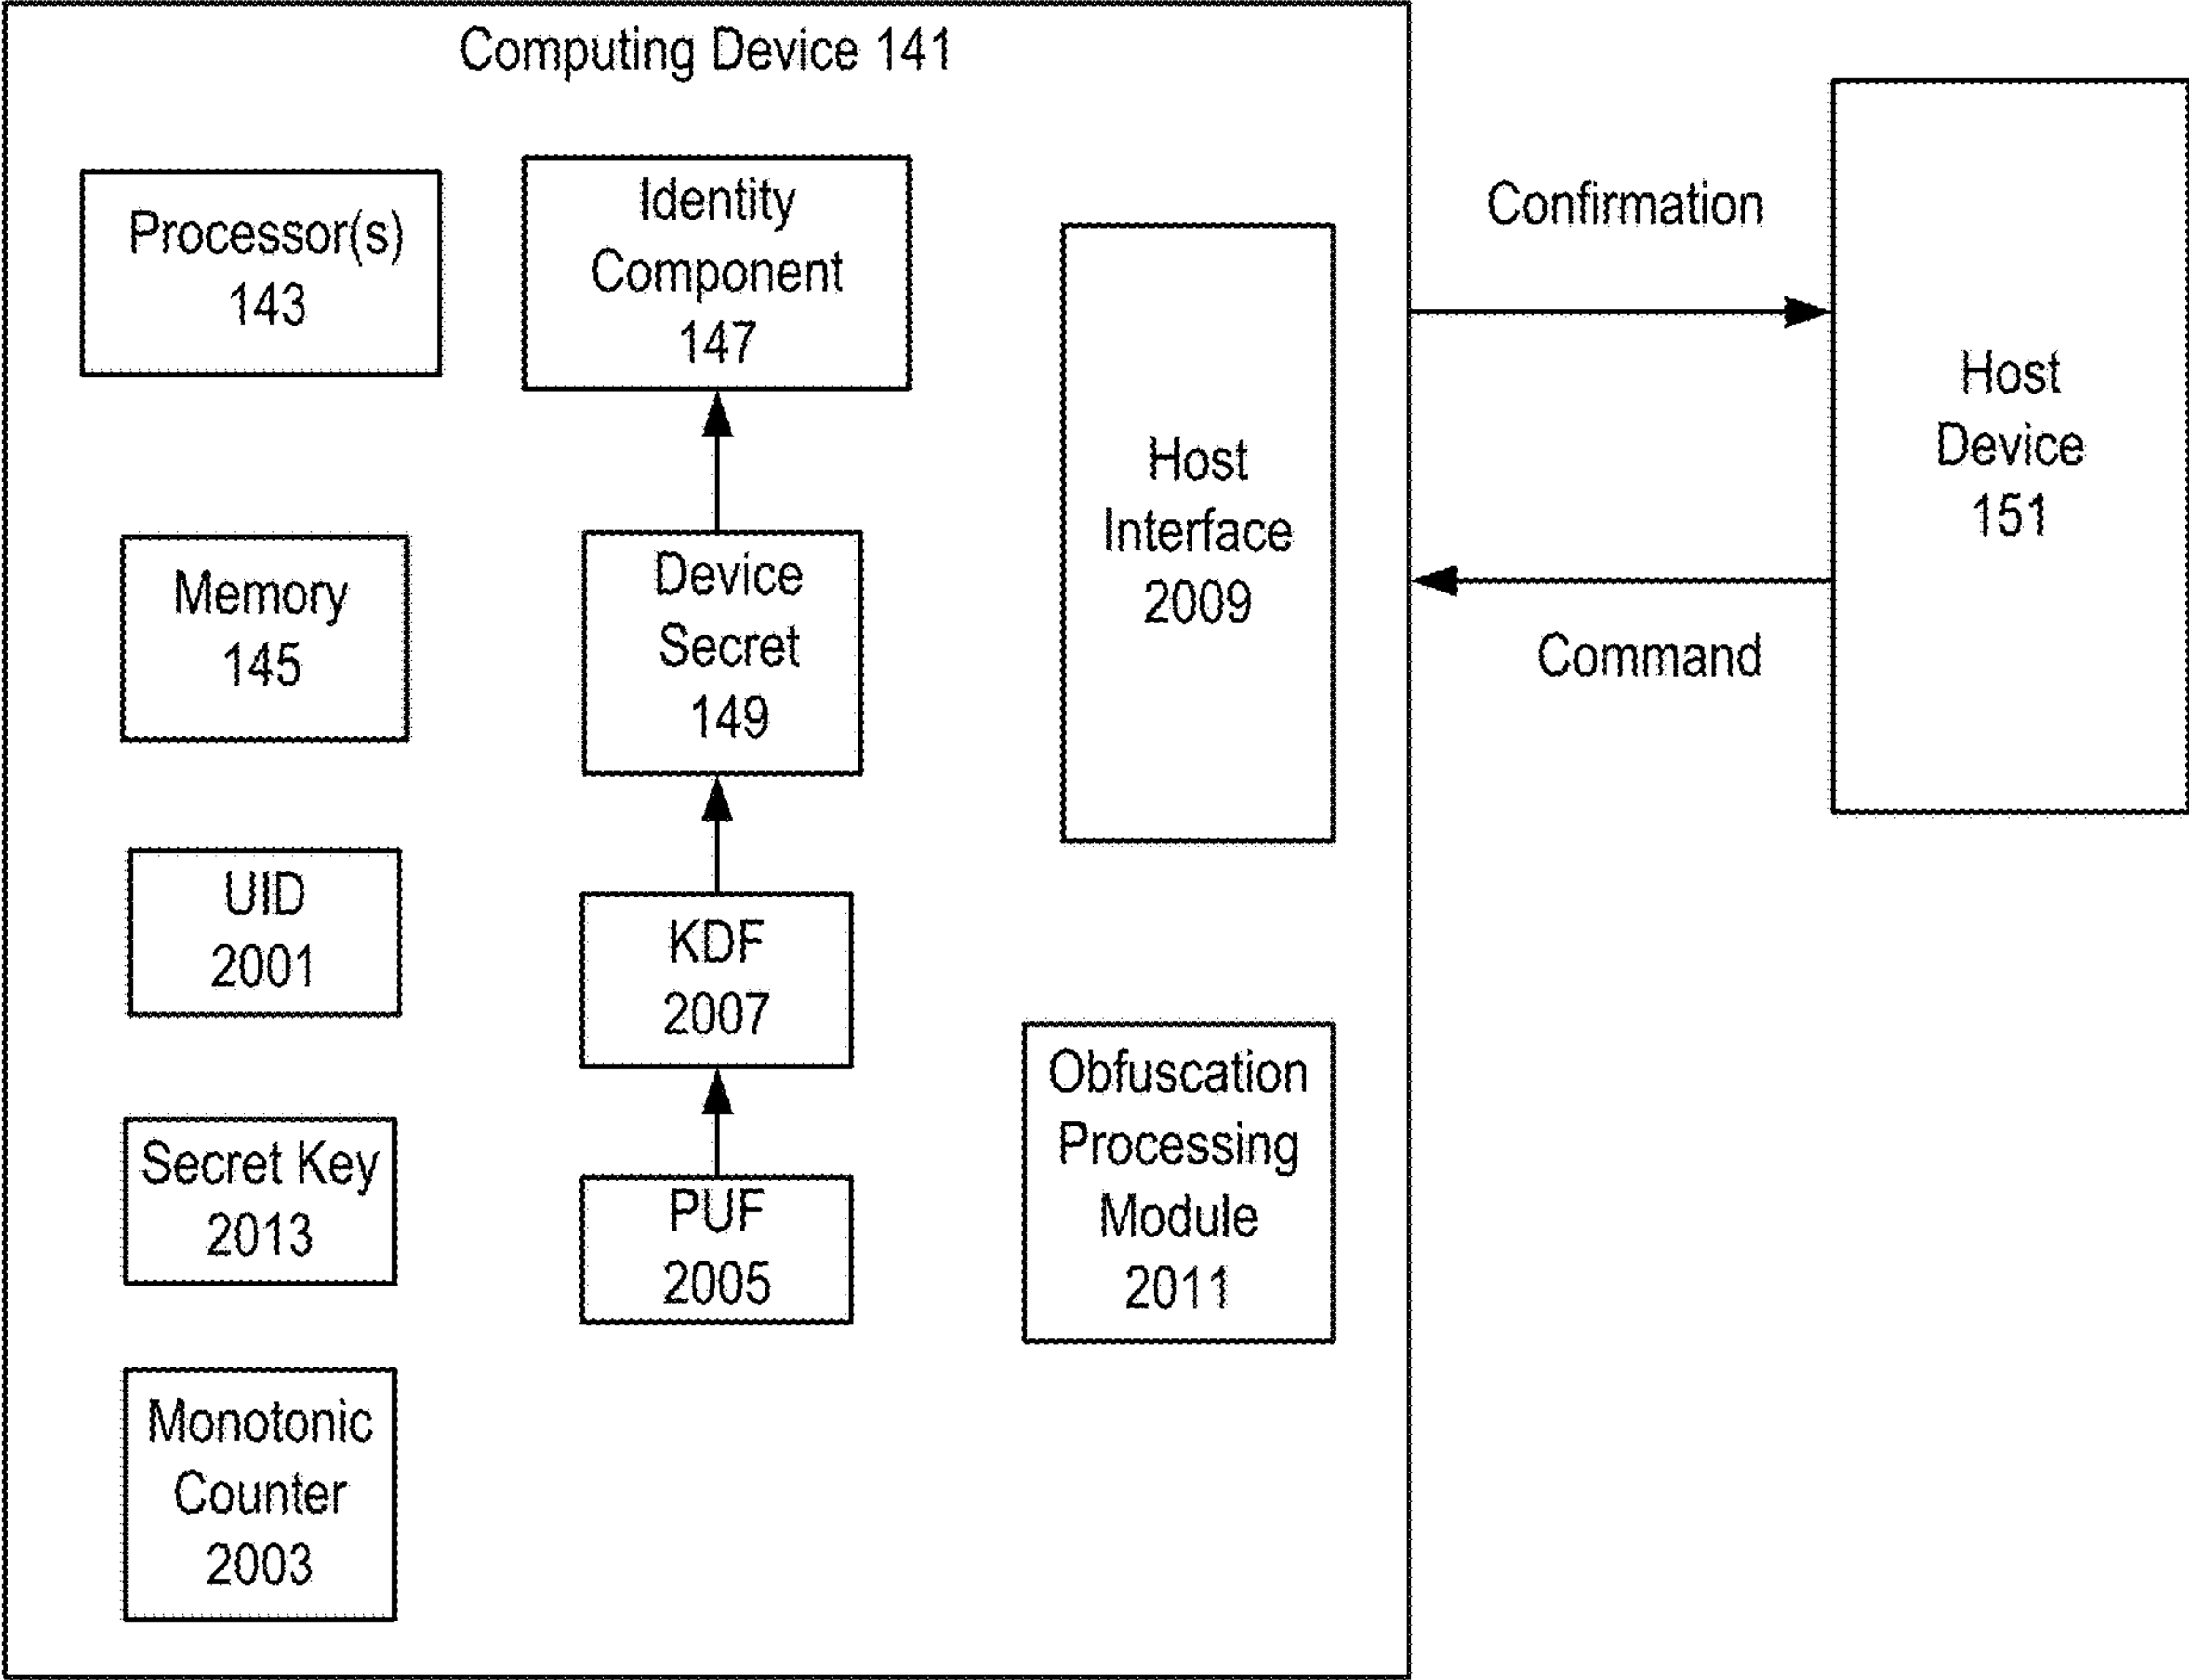 Computing Device 141
Processor(s)
143
Memory
145
UID
2001
Secret Key
2013
Monotonic
Counter
2003
Identity
Component
147
Device
Secret
149
KDF
2007
PUF
2005
Host
Interface
2009
Obfuscation
Processing
Module
2011
Confirmation
Command
Host
Device
151